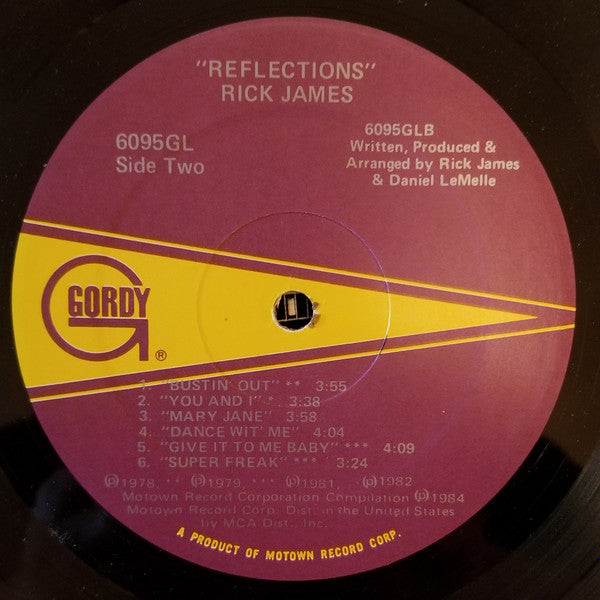 "REFLECTIONS"
RICK JAMES
6095GL
Side Two
6095GLB
Written, Produced &
Arranged by Rick James
& Daniel LeMelle
GORDY
®
1. "BUSTIN' OUT" ** 3:55
2. "YOU AND I" * 3:38
3. "MARY JANE" 3:58
4. "DANCE WIT' ME" 4:04
5. "GIVE IT TO ME BABY" *** 4:09
6. "SUPER FREAK" *** 3:24
℗1978, ** ℗1979, *** ℗1981, ℗1982
Motown Record Corporation Compilation ℗1984
Motown Record Corp. Dist. in the United States
by MCA Dist., Inc.
A PRODUCT OF MOTOWN RECORD CORP.